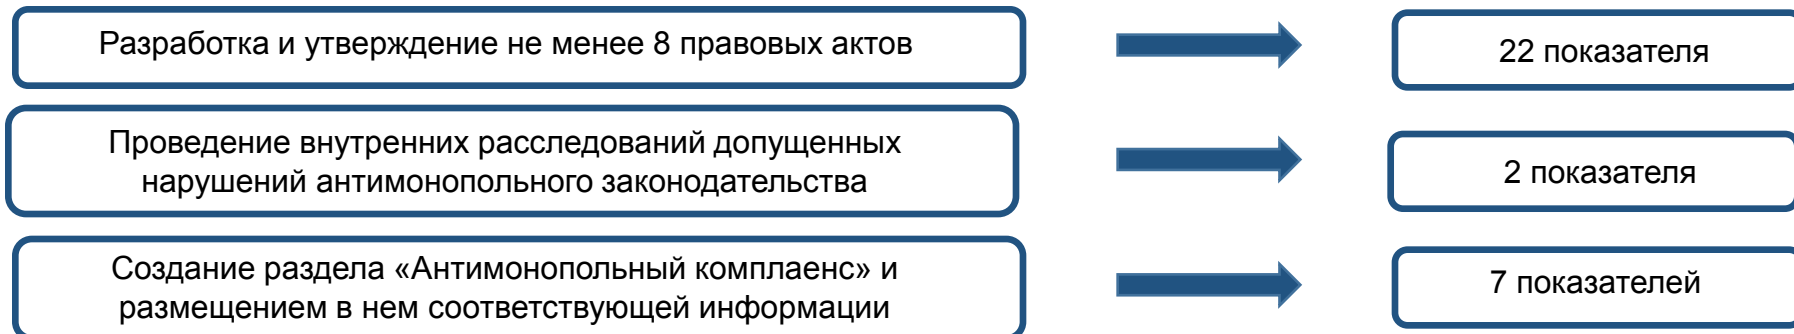 Разработка и утверждение не менее 8 правовых актов
22 показателя
Проведение внутренних расследований допущенных
нарушений антимонопольного законодательства
2 показателя
Создание раздела «Антимонопольный комплаенс» и
размещением в нем соответствующей информации
7 показателей